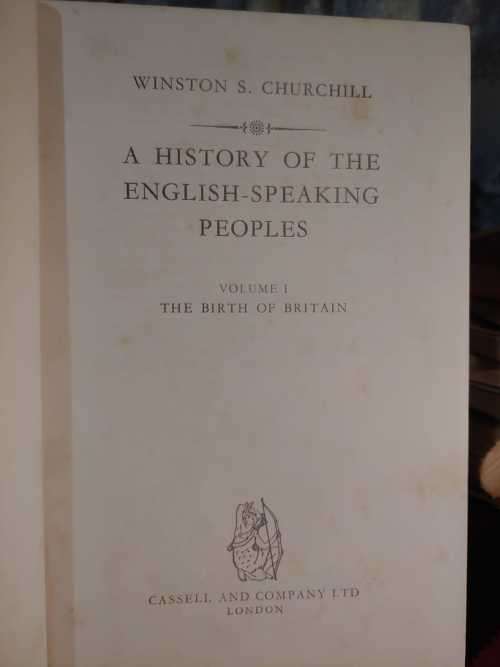 WINSTON S. CHURCHILL
A HISTORY OF THE
ENGLISH-SPEAKING
PEOPLES
VOLUME I
THE BIRTH OF BRITAIN
CASSELL AND COMPANY LTD
LONDON